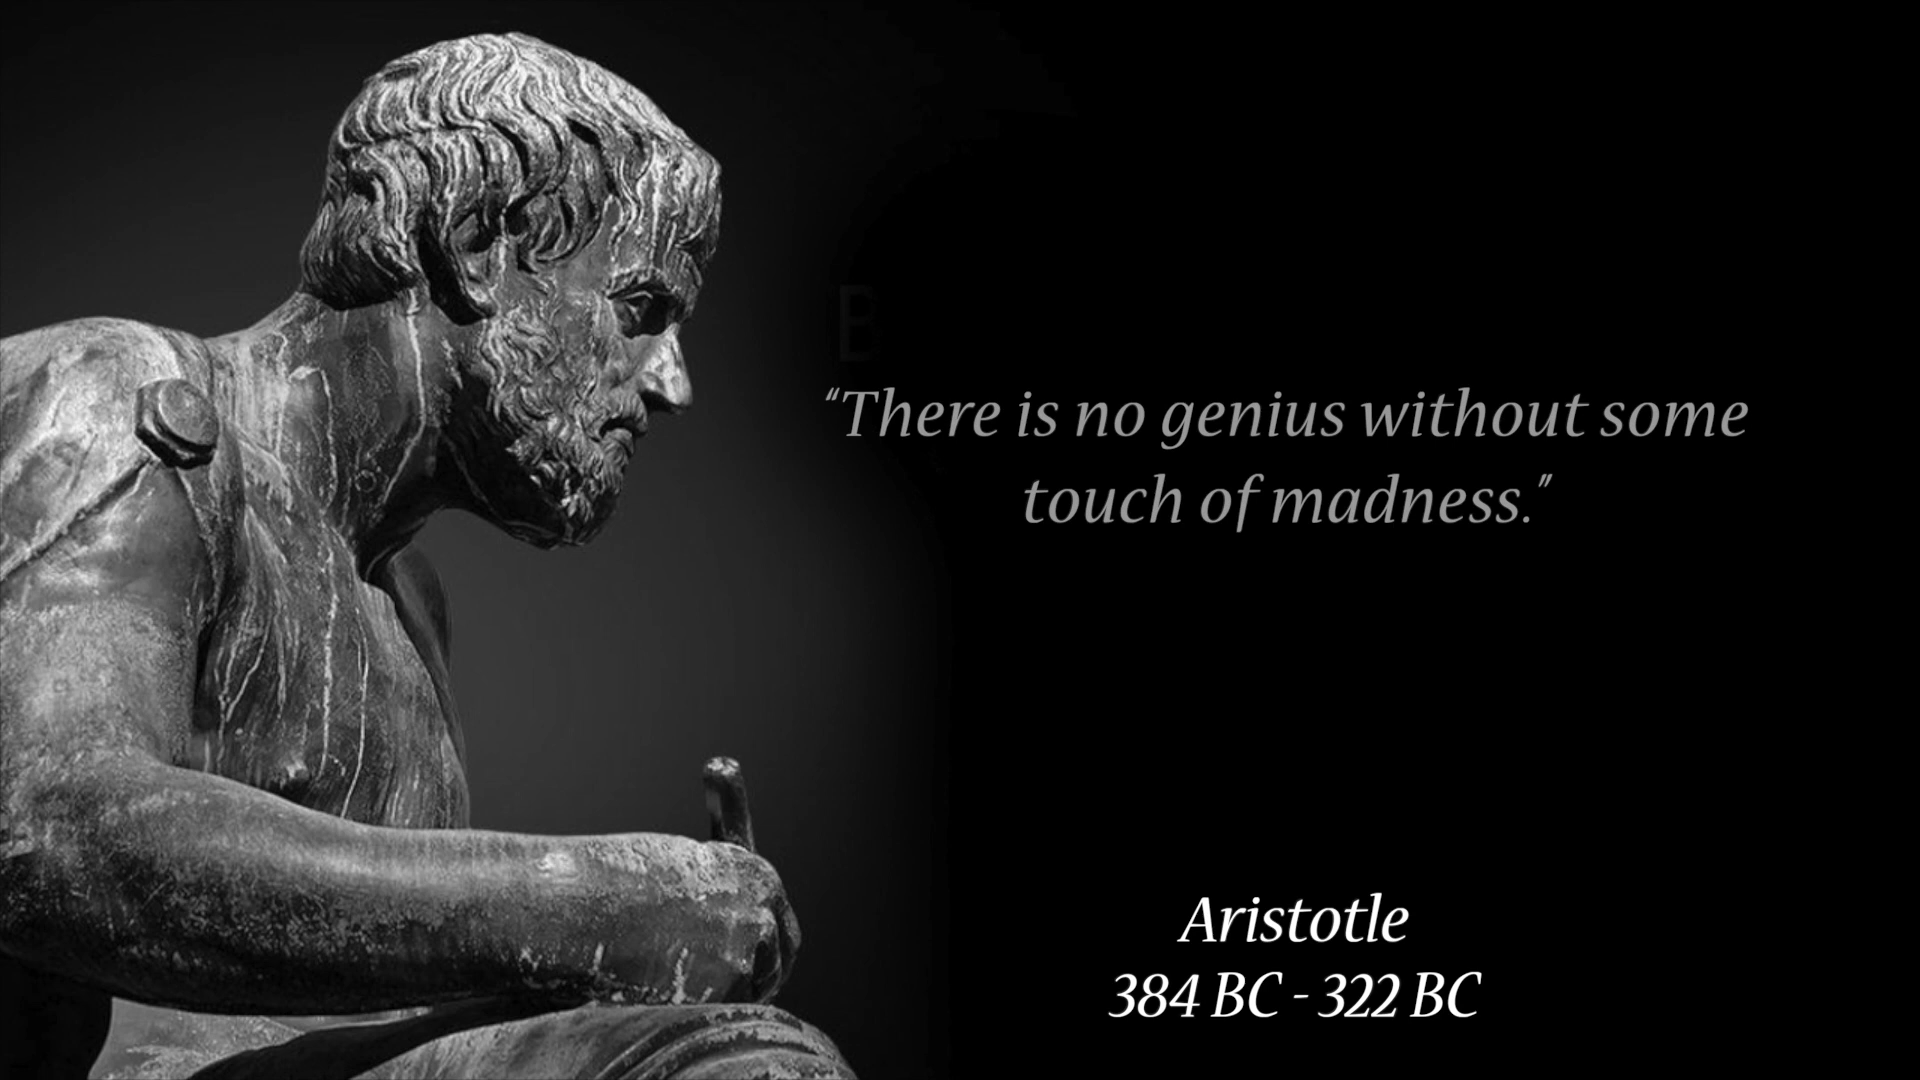 “There is no genius without some
touch of madness.”
Aristotle
384 BC - 322 BC